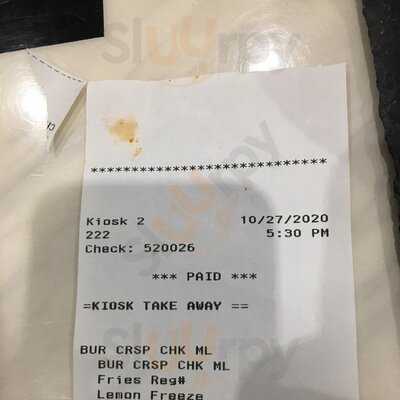 Sluurpy
****************************
Kiosk 2 10/27/2020
222 5:30 PM
Check: 520026
*** PAID ***
=KIOSK TAKE AWAY ==
BUR CRSP CHK ML
BUR CRSP CHK ML
Fries Reg#
Lemon Freeze